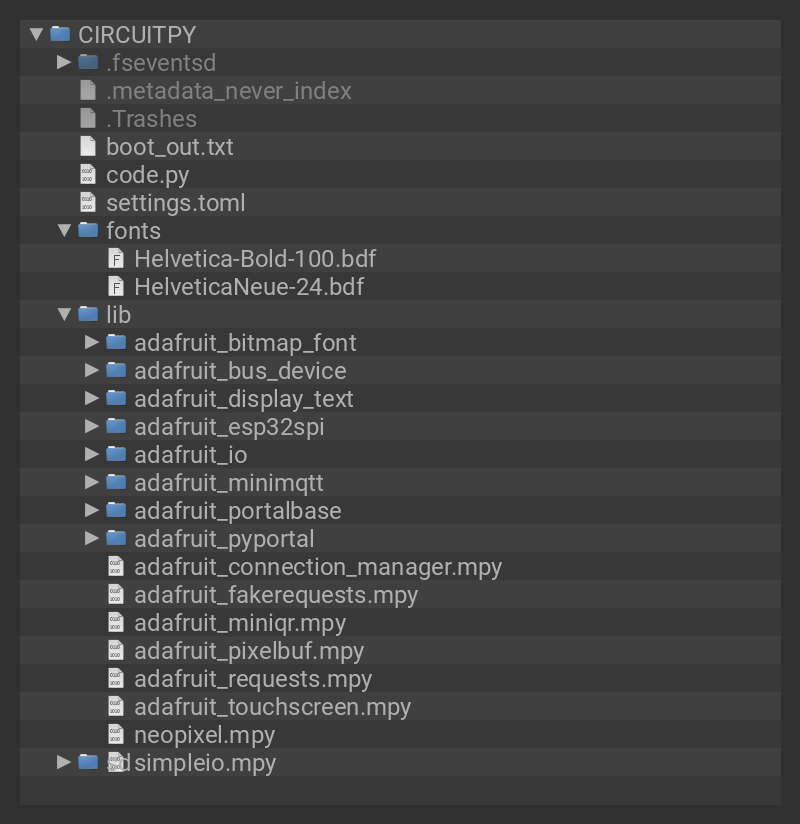 CIRCUITPY
.fseventsd
.metadata_never_index
.Trashes
boot_out.txt
code.py
settings.toml
fonts
Helvetica-Bold-100.bdf
HelveticaNeue-24.bdf
lib
adafruit_bitmap_font
adafruit_bus_device
adafruit_display_text
adafruit_esp32spi
adafruit_io
adafruit_minimqtt
adafruit_portalbase
adafruit_pyportal
adafruit_connection_manager.mpy
adafruit_fakerequests.mpy
adafruit_miniqr.mpy
adafruit_pixelbuf.mpy
adafruit_requests.mpy
adafruit_touchscreen.mpy
neopixel.mpy
sd simpleio.mpy